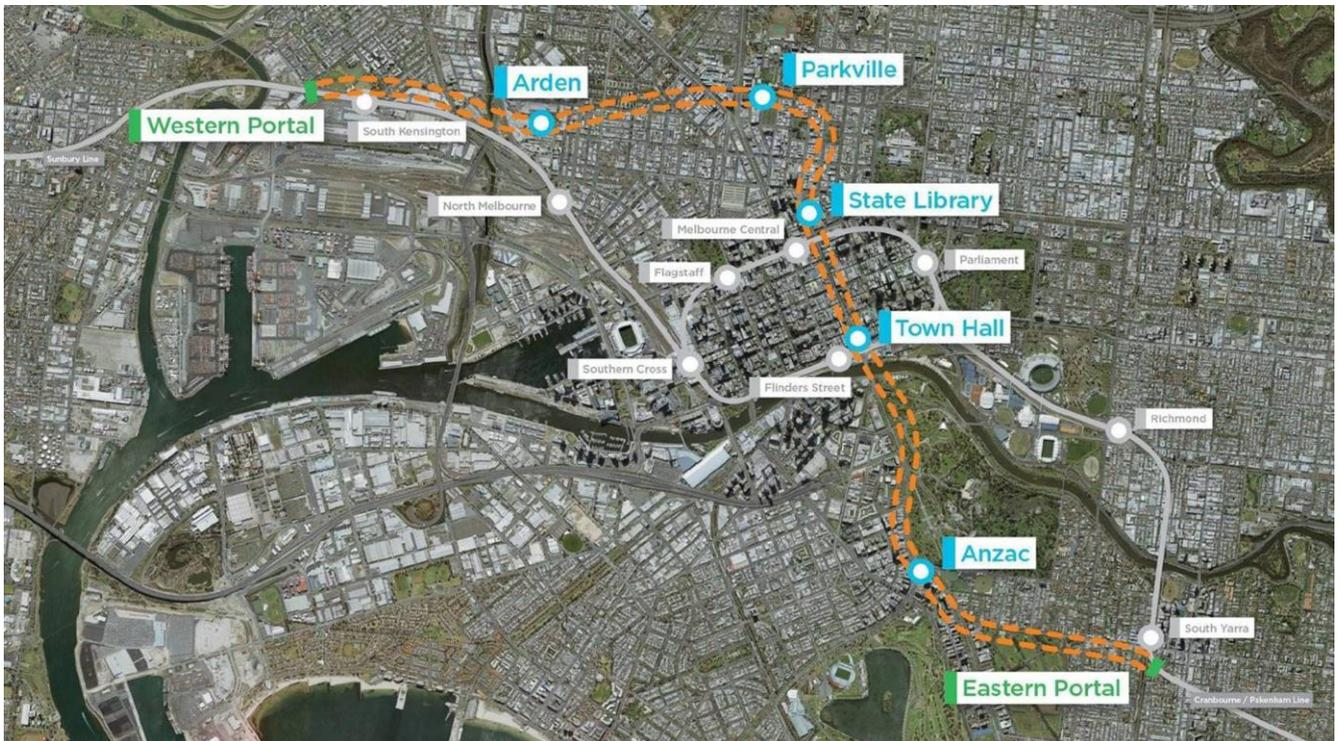 Parkville
Arden
Western Portal
South Kensington
Sunbury Line
State Library
North Melbourne
Melbourne Central
Parliament
Flagstaff
Town Hall
Southern Cross
Flinders Street
Richmond
Anzac
South Yarra
Eastern Portal
Cranbourne / Pakenham Line